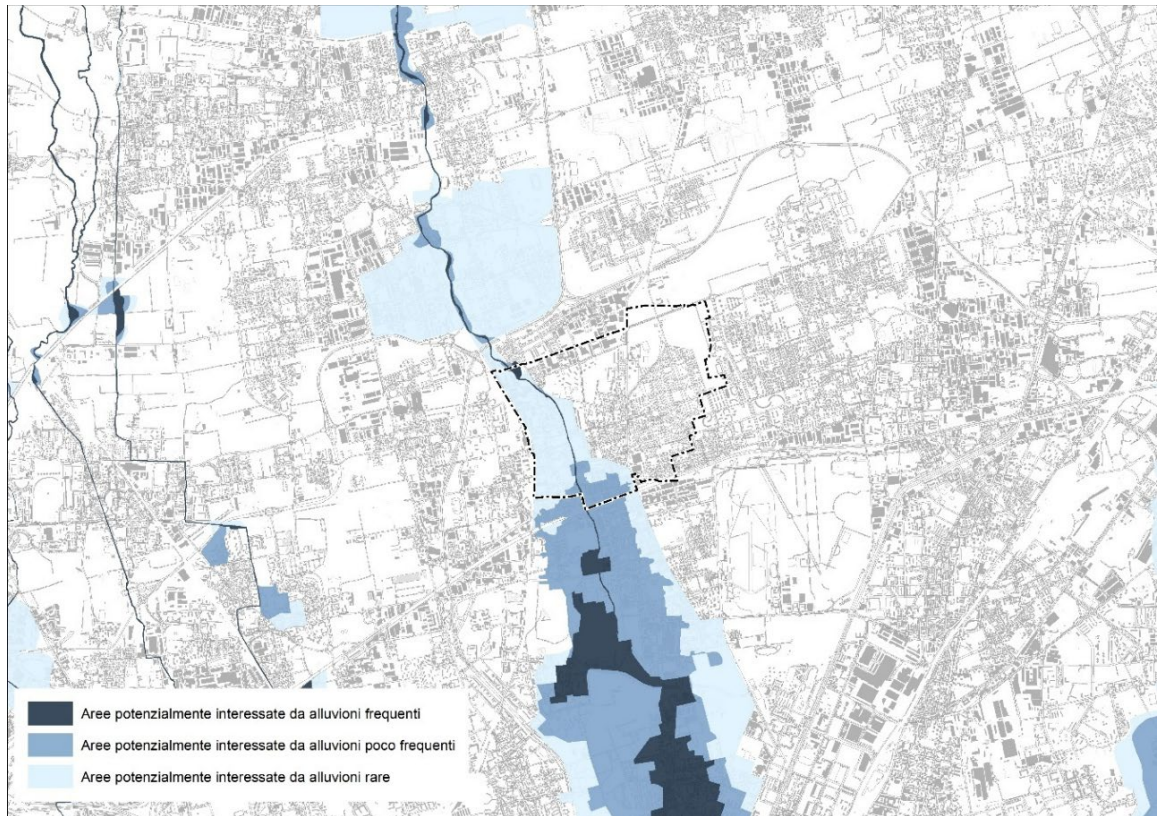 Aree potenzialmente interessate da alluvioni frequenti
Aree potenzialmente interessate da alluvioni poco frequenti
Aree potenzialmente interessate da alluvioni rare